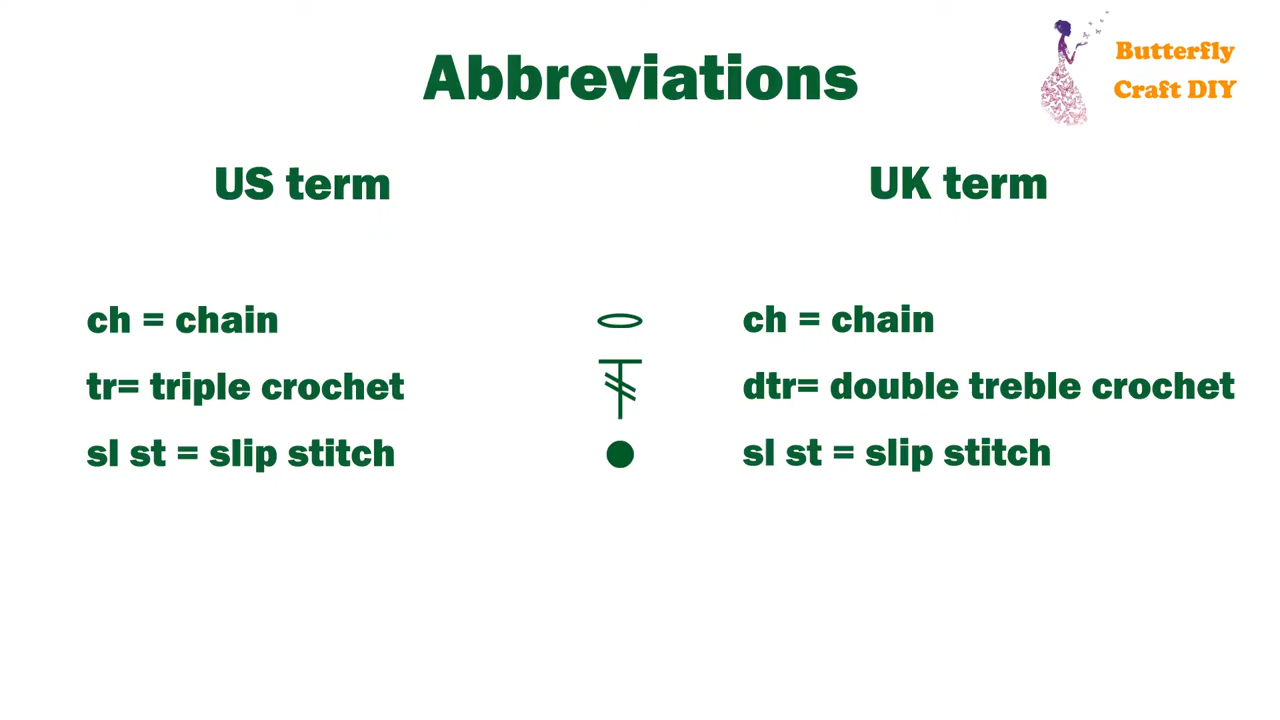 Abbreviations
Butterfly
Craft DIY
US term
UK term
ch = chain
ch = chain
tr= triple crochet
dtr= double treble crochet
sl st = slip stitch
sl st = slip stitch